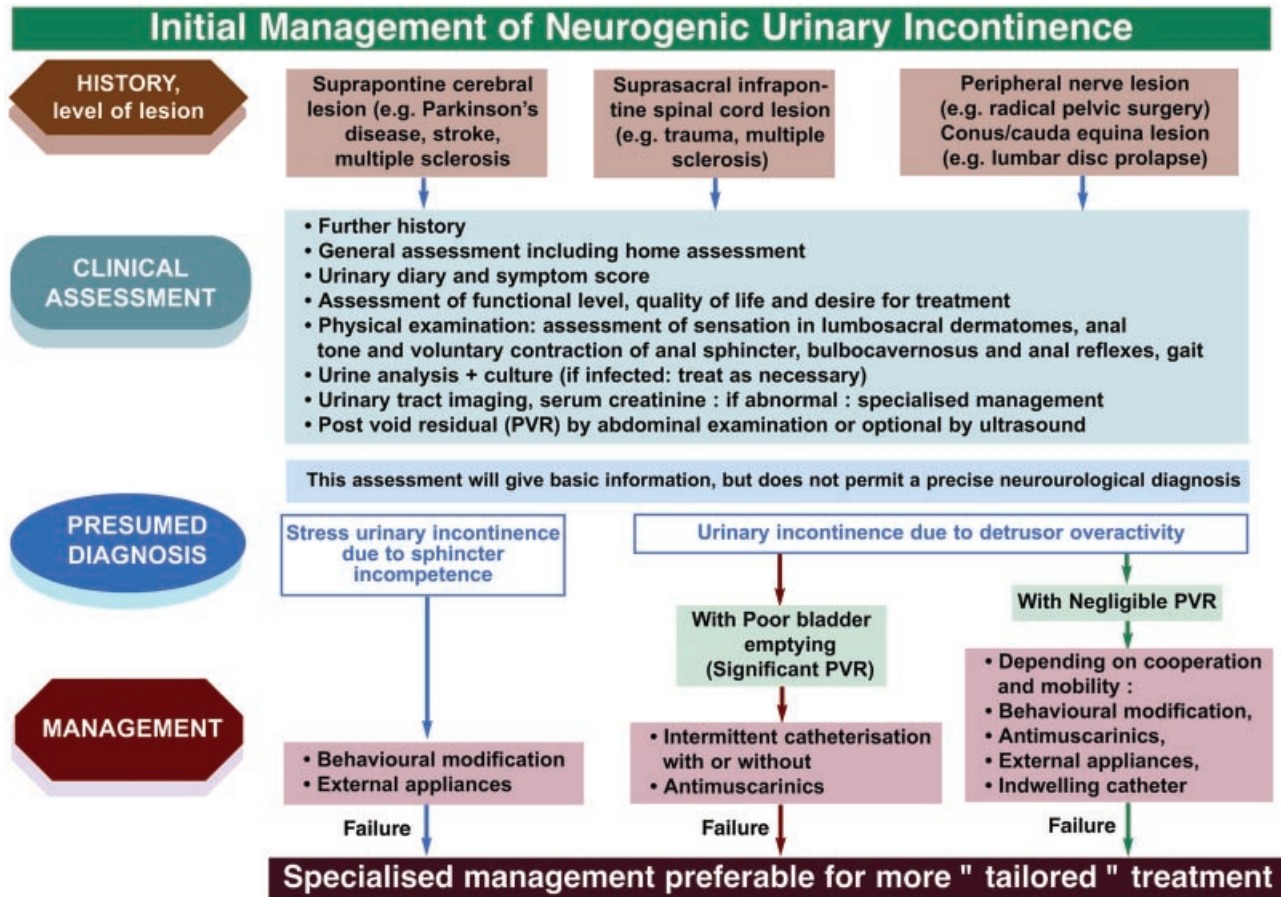 Initial Management of Neurogenic Urinary Incontinence
HISTORY,
level of lesion
Suprapontine cerebral
lesion (e.g. Parkinson's
disease, stroke,
multiple sclerosis
Suprasacral infrapon-
tine spinal cord lesion
(e.g. trauma, multiple
sclerosis)
Peripheral nerve lesion
(e.g. radical pelvic surgery)
Conus/cauda equina lesion
(e.g. lumbar disc prolapse)
CLINICAL
ASSESSMENT
• Further history
• General assessment including home assessment
• Urinary diary and symptom score
• Assessment of functional level, quality of life and desire for treatment
• Physical examination: assessment of sensation in lumbosacral dermatomes, anal
tone and voluntary contraction of anal sphincter, bulbocavernosus and anal reflexes, gait
• Urine analysis + culture (if infected: treat as necessary)
• Urinary tract imaging, serum creatinine : if abnormal : specialised management
• Post void residual (PVR) by abdominal examination or optional by ultrasound
This assessment will give basic information, but does not permit a precise neurourological diagnosis
PRESUMED
DIAGNOSIS
Stress urinary incontinence
due to sphincter
incompetence
Urinary incontinence due to detrusor overactivity
With Poor bladder
emptying
(Significant PVR)
With Negligible PVR
MANAGEMENT
• Behavioural modification
• External appliances
• Intermittent catheterisation
with or without
• Antimuscarinics
• Depending on cooperation
and mobility :
• Behavioural modification,
• Antimuscarinics,
• External appliances,
• Indwelling catheter
Failure
Failure
Failure
Specialised management preferable for more " tailored " treatment